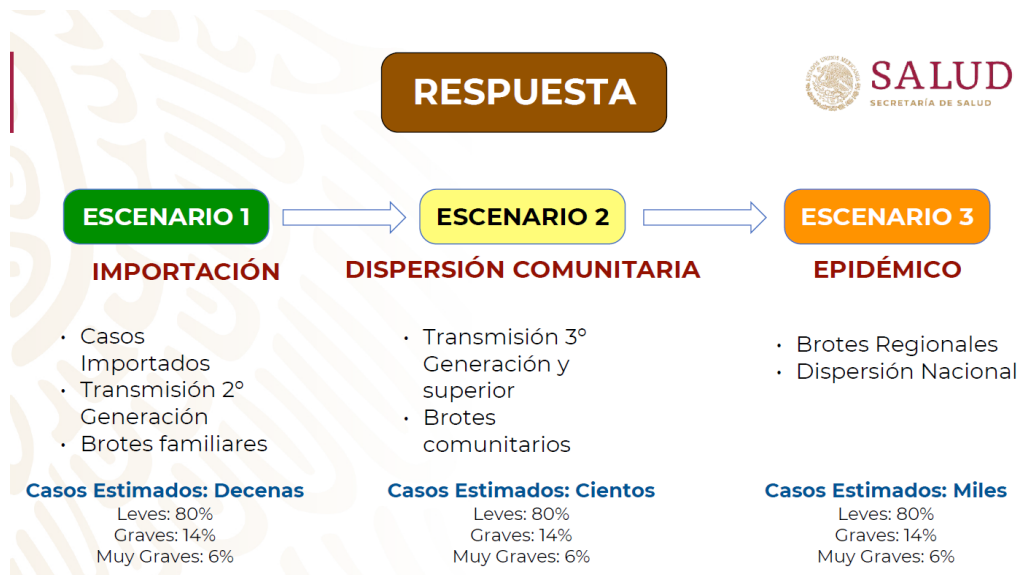 RESPUESTA
SALUD
SECRETARÍA DE SALUD
ESCENARIO 1
IMPORTACIÓN
• Casos
Importados
• Transmisión 2°
Generación
• Brotes familiares
Casos Estimados: Decenas
Leves: 80%
Graves: 14%
Muy Graves: 6%
ESCENARIO 2
DISPERSIÓN COMUNITARIA
• Transmisión 3°
Generación y
superior
• Brotes
comunitarios
Casos Estimados: Cientos
Leves: 80%
Graves: 14%
Muy Graves: 6%
ESCENARIO 3
EPIDÉMICO
• Brotes Regionales
• Dispersión Nacional
Casos Estimados: Miles
Leves: 80%
Graves: 14%
Muy Graves: 6%